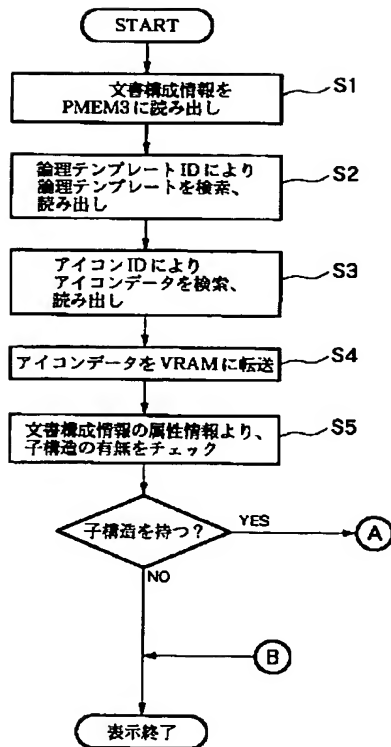 START
文書構成情報を
PMEM3に読み出し
S1
論理テンプレートIDにより
論理テンプレートを検索、
読み出し
S2
アイコンIDにより
アイコンデータを検索、
読み出し
S3
アイコンデータをVRAMに転送
S4
文書構成情報の属性情報より、
子構造の有無をチェック
S5
子構造を持つ?
YES
A
NO
B
表示終了